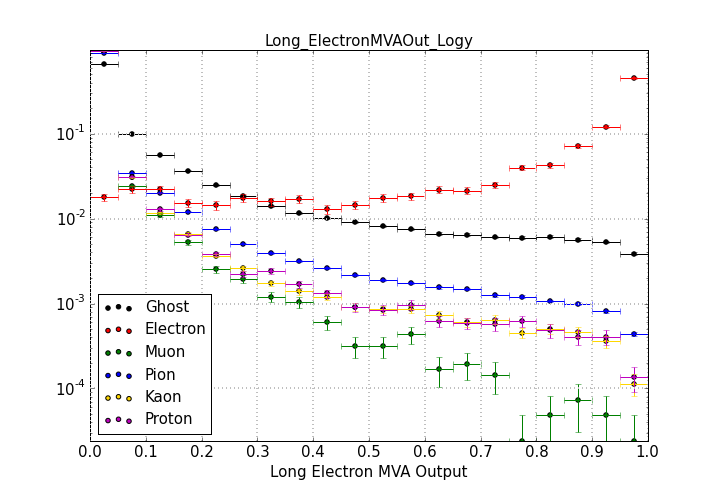 Long_ElectronMVAOut_Logy
10^-1
10^-2
10^-3
10^-4
Ghost
Electron
Muon
Pion
Kaon
Proton
0.0 0.1 0.2 0.3 0.4 0.5 0.6 0.7 0.8 0.9 1.0
Long Electron MVA Output